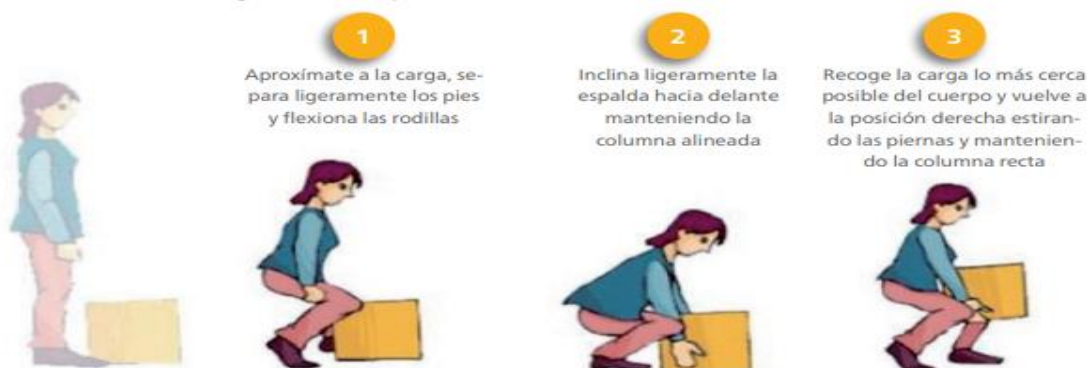 1
Aproxímate a la carga, se-
para ligeramente los pies
y flexiona las rodillas
2
Inclina ligeramente la
espalda hacia delante
manteniendo la
columna alineada
3
Recoge la carga lo más cerca
posible del cuerpo y vuelve a
la posición derecha estiran-
do las piernas y mantenien-
do la columna recta